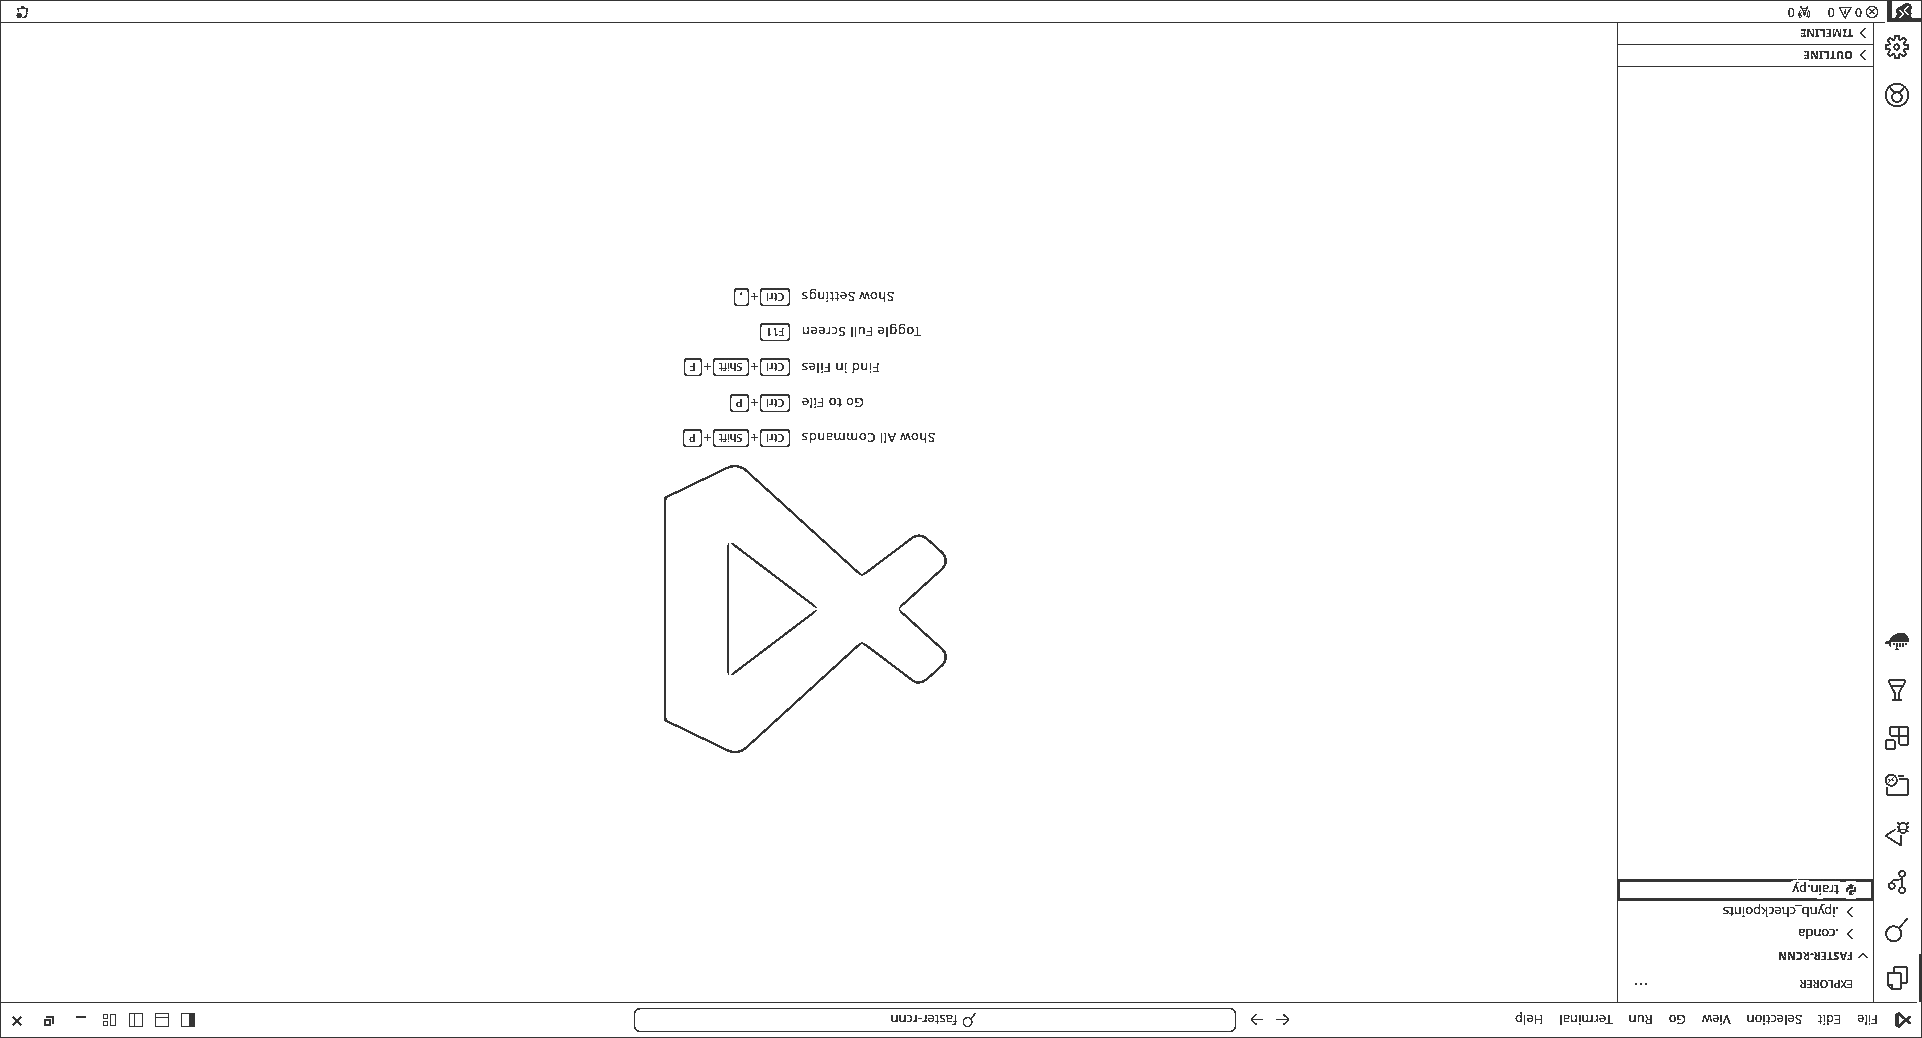 File Edit Selection View Go Run Terminal Help
faster-rcnn
EXPLORER
FASTER-RCNN
.conda
.ipynb_checkpoints
train.py
Show All Commands Ctrl + Shift + P
Go to File Ctrl + P
Find in Files Ctrl + Shift + F
Toggle Full Screen F11
Show Settings Ctrl + ,
OUTLINE
TIMELINE
0 0 0